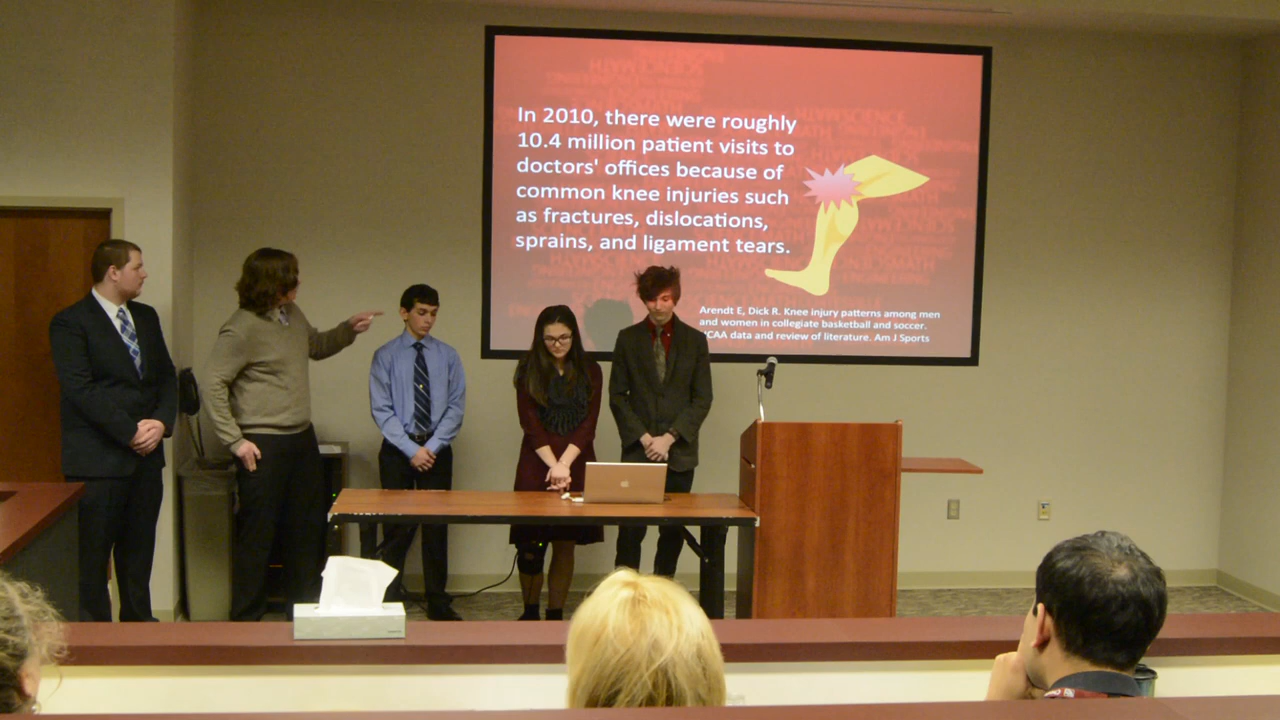 In 2010, there were roughly
10.4 million patient visits to
doctors' offices because of
common knee injuries such
as fractures, dislocations,
sprains, and ligament tears.
Arendt E, Dick R. Knee injury patterns among men
and women in collegiate basketball and soccer.
NCAA data and review of literature. Am J Sports